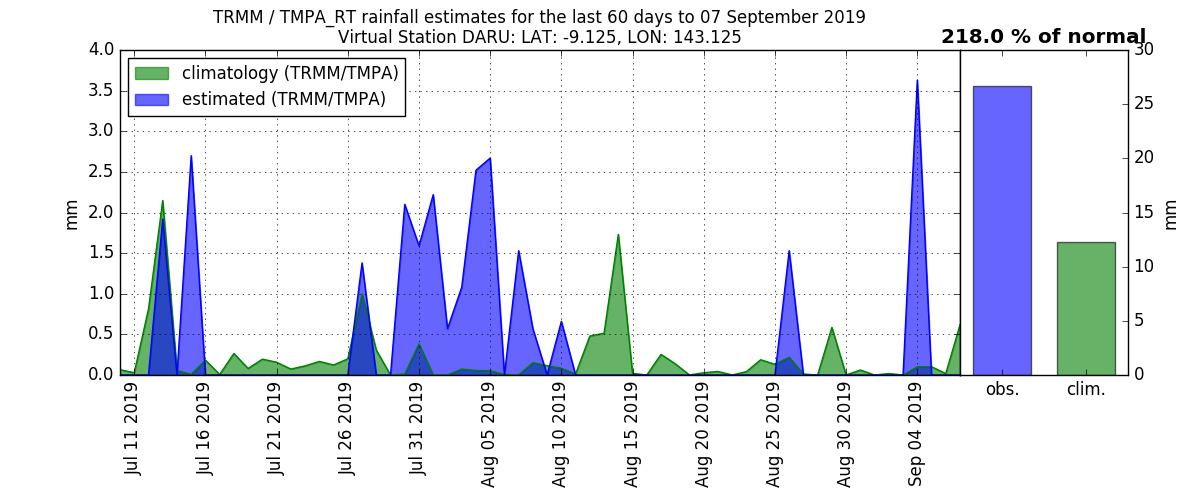 TRMM / TMPA_RT rainfall estimates for the last 60 days to 07 September 2019
Virtual Station DARU: LAT: -9.125, LON: 143.125
218.0 % of normal
climatology (TRMM/TMPA)
estimated (TRMM/TMPA)
4.0
3.5
3.0
2.5
2.0
1.5
1.0
0.5
0.0
mm
Jul 11 2019
Jul 16 2019
Jul 21 2019
Jul 26 2019
Jul 31 2019
Aug 05 2019
Aug 10 2019
Aug 15 2019
Aug 20 2019
Aug 25 2019
Aug 30 2019
Sep 04 2019
30
25
20
15
10
5
0
mm
obs.
clim.